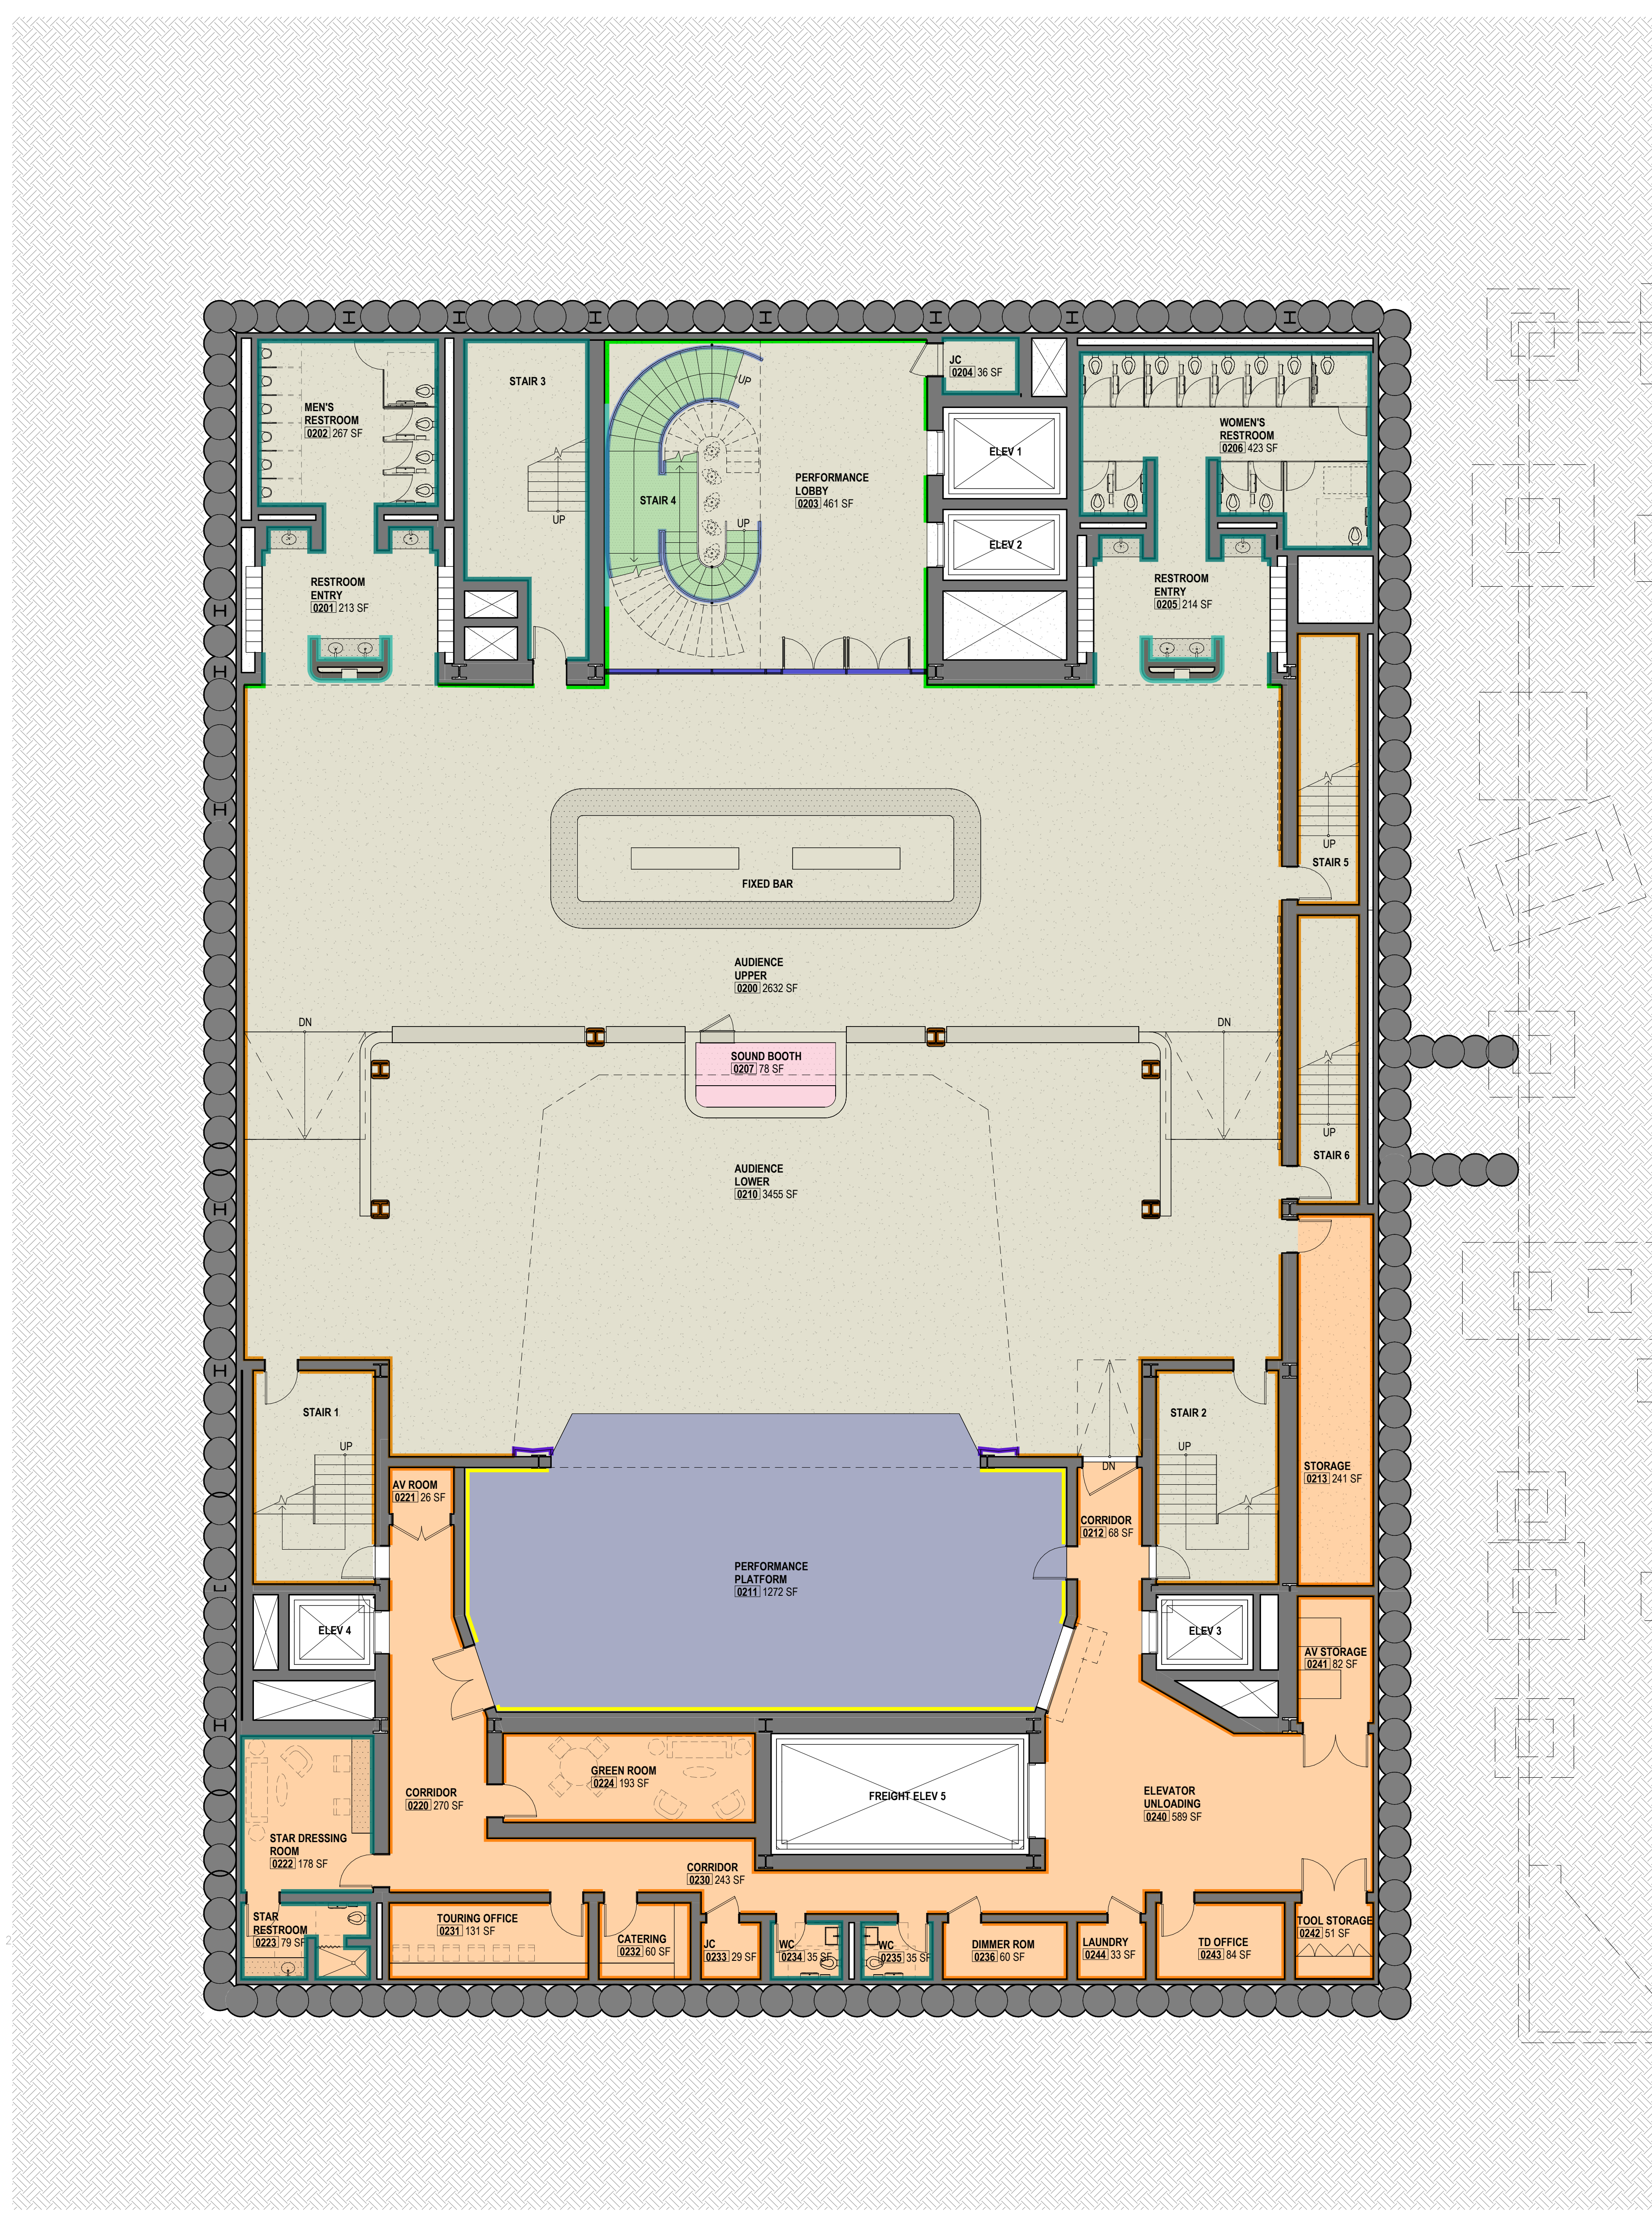 JC
0204 36 SF
STAIR 3
UP
MEN'S
RESTROOM
0202 267 SF
WOMEN'S
RESTROOM
0206 423 SF
ELEV 1
PERFORMANCE
LOBBY
0203 461 SF
STAIR 4
UP
UP
ELEV 2
RESTROOM
ENTRY
0201 213 SF
RESTROOM
ENTRY
0205 214 SF
UP
STAIR 5
FIXED BAR
AUDIENCE
UPPER
0200 2632 SF
DN
DN
SOUND BOOTH
0207 78 SF
UP
STAIR 6
AUDIENCE
LOWER
0210 3455 SF
STAIR 1
UP
STAIR 2
UP
DN
STORAGE
0213 241 SF
AV ROOM
0221 26 SF
CORRIDOR
0212 68 SF
PERFORMANCE
PLATFORM
0211 1272 SF
ELEV 4
ELEV 3
AV STORAGE
0241 82 SF
GREEN ROOM
0224 193 SF
CORRIDOR
0220 270 SF
FREIGHT ELEV 5
ELEVATOR
UNLOADING
0240 589 SF
STAR DRESSING
ROOM
0222 178 SF
CORRIDOR
0230 243 SF
STAR
RESTROOM
0223 79 SF
TOURING OFFICE
0231 131 SF
CATERING
0232 60 SF
JC
0233 29 SF
WC
0234 35 SF
WC
0235 35 SF
DIMMER ROM
0236 60 SF
LAUNDRY
0244 33 SF
TD OFFICE
0243 84 SF
TOOL STORAGE
0242 51 SF
2